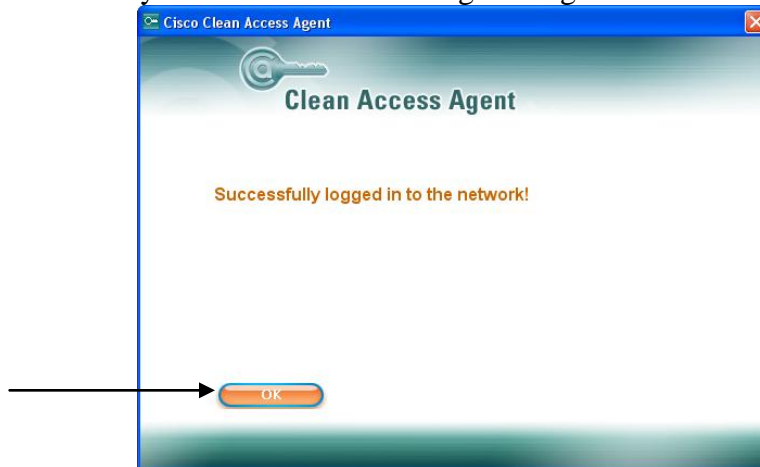 Cisco Clean Access Agent
Clean Access Agent
Successfully logged in to the network!
OK